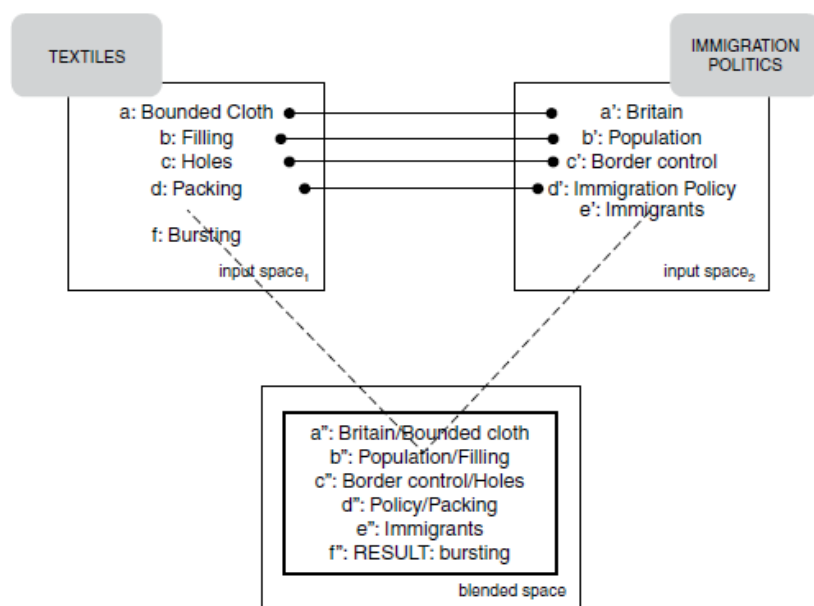 TEXTILES
IMMIGRATION
POLITICS
a: Bounded Cloth
b: Filling
c: Holes
d: Packing
f: Bursting
input space1
a’: Britain
b’: Population
c’: Border control
d’: Immigration Policy
e’: Immigrants
input space2
a”: Britain/Bounded cloth
b”: Population/Filling
c”: Border control/Holes
d”: Policy/Packing
e”: Immigrants
f”: RESULT: bursting
blended space